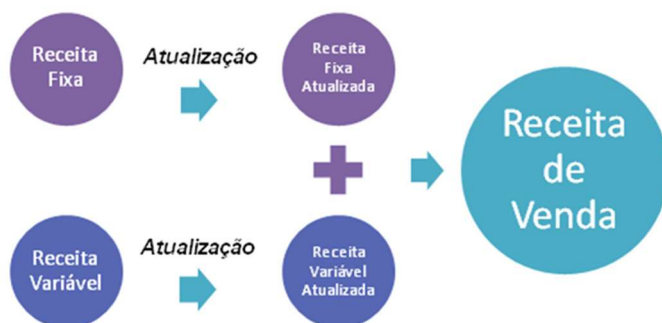 Receita
Fixa
Atualização
Receita
Fixa
Atualizada
Receita
de
Venda
Receita
Variável
Atualização
Receita
Variável
Atualizada